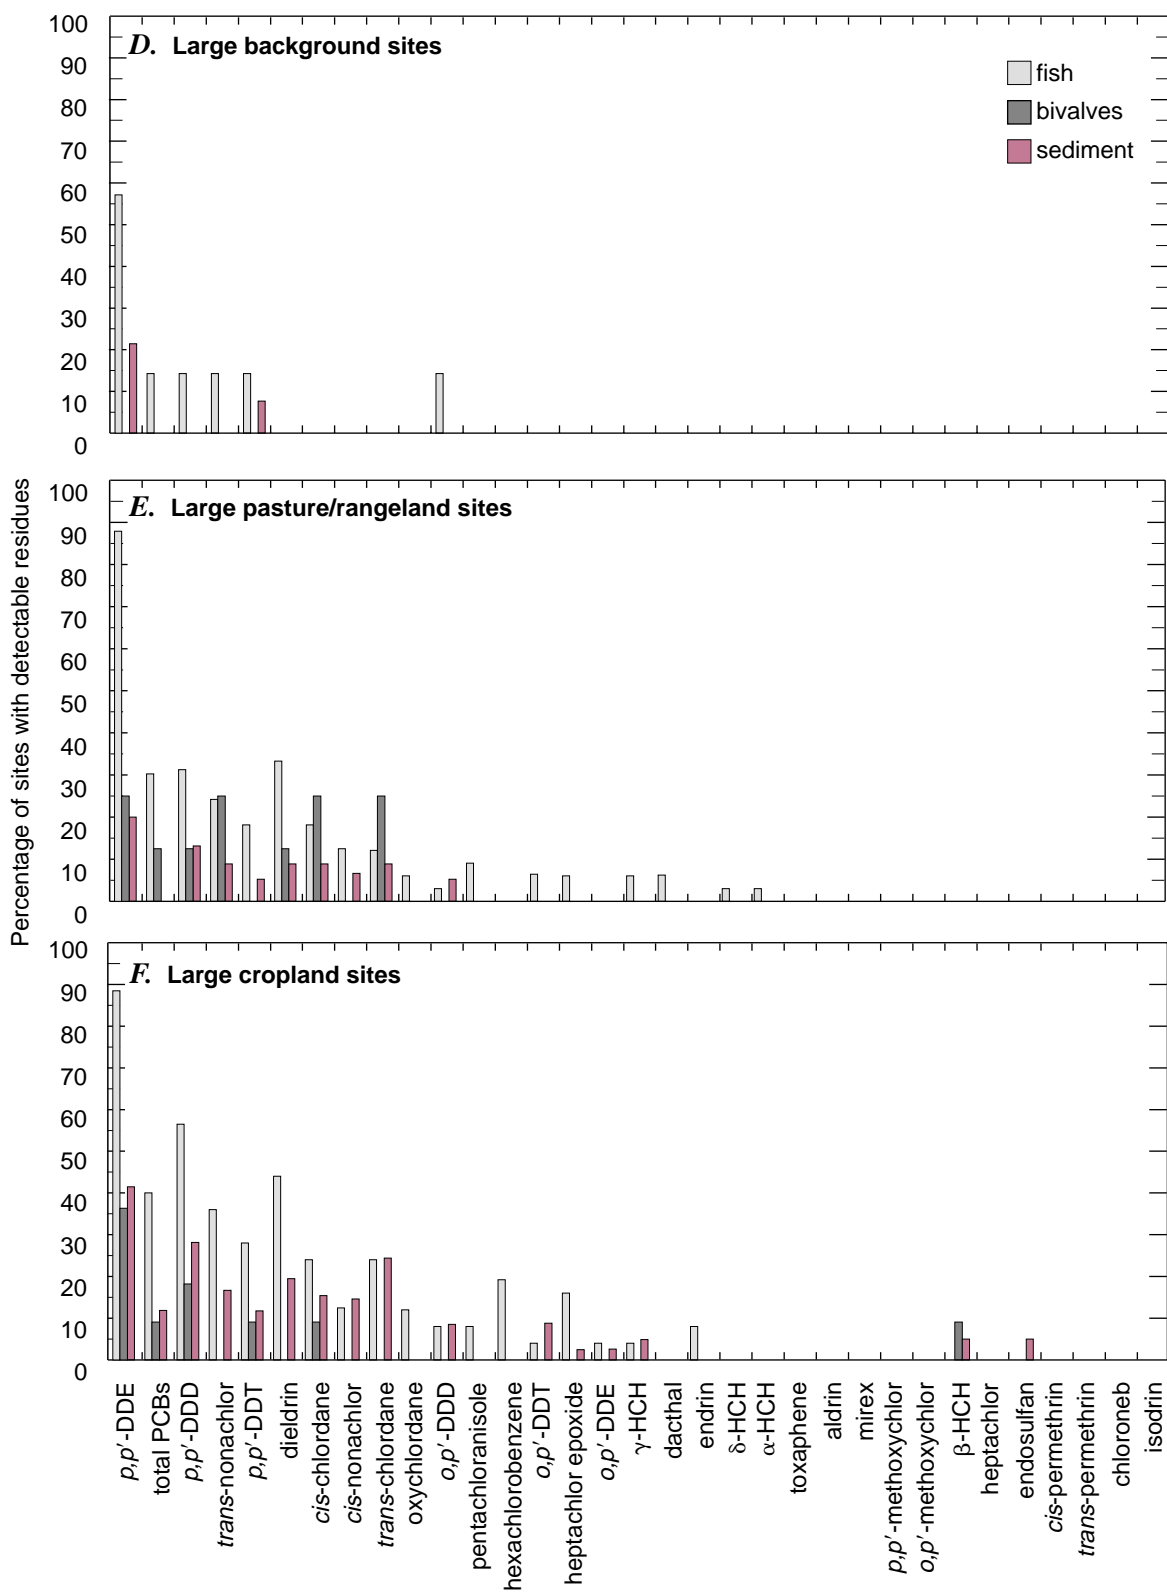 D. Large background sites
fish
bivalves
sediment
100
90
80
70
60
50
40
30
20
10
0
Percentage of sites with detectable residues
E. Large pasture/rangeland sites
100
90
80
70
60
50
40
30
20
10
0
F. Large cropland sites
100
90
80
70
60
50
40
30
20
10
0
p,p′-DDE
total PCBs
p,p′-DDD
trans-nonachlor
p,p′-DDT
dieldrin
cis-chlordane
cis-nonachlor
trans-chlordane
oxychlordane
o,p′-DDD
pentachloranisole
hexachlorobenzene
o,p′-DDT
heptachlor epoxide
o,p′-DDE
γ-HCH
dacthal
endrin
δ-HCH
α-HCH
toxaphene
aldrin
mirex
p,p′-methoxychlor
o,p′-methoxychlor
β-HCH
heptachlor
endosulfan
cis-permethrin
trans-permethrin
chloroneb
isodrin